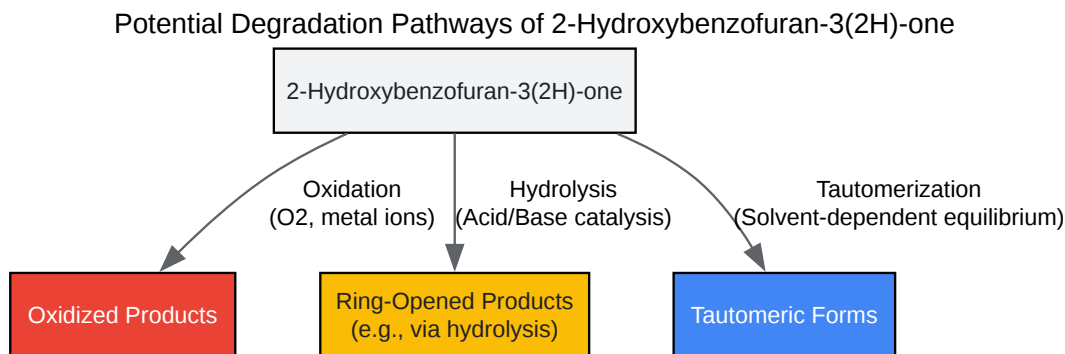 Potential Degradation Pathways of 2-Hydroxybenzofuran-3(2H)-one
2-Hydroxybenzofuran-3(2H)-one
Oxidation
(O2, metal ions)
Hydrolysis
(Acid/Base catalysis)
Tautomerization
(Solvent-dependent equilibrium)
Oxidized Products
Ring-Opened Products
(e.g., via hydrolysis)
Tautomeric Forms